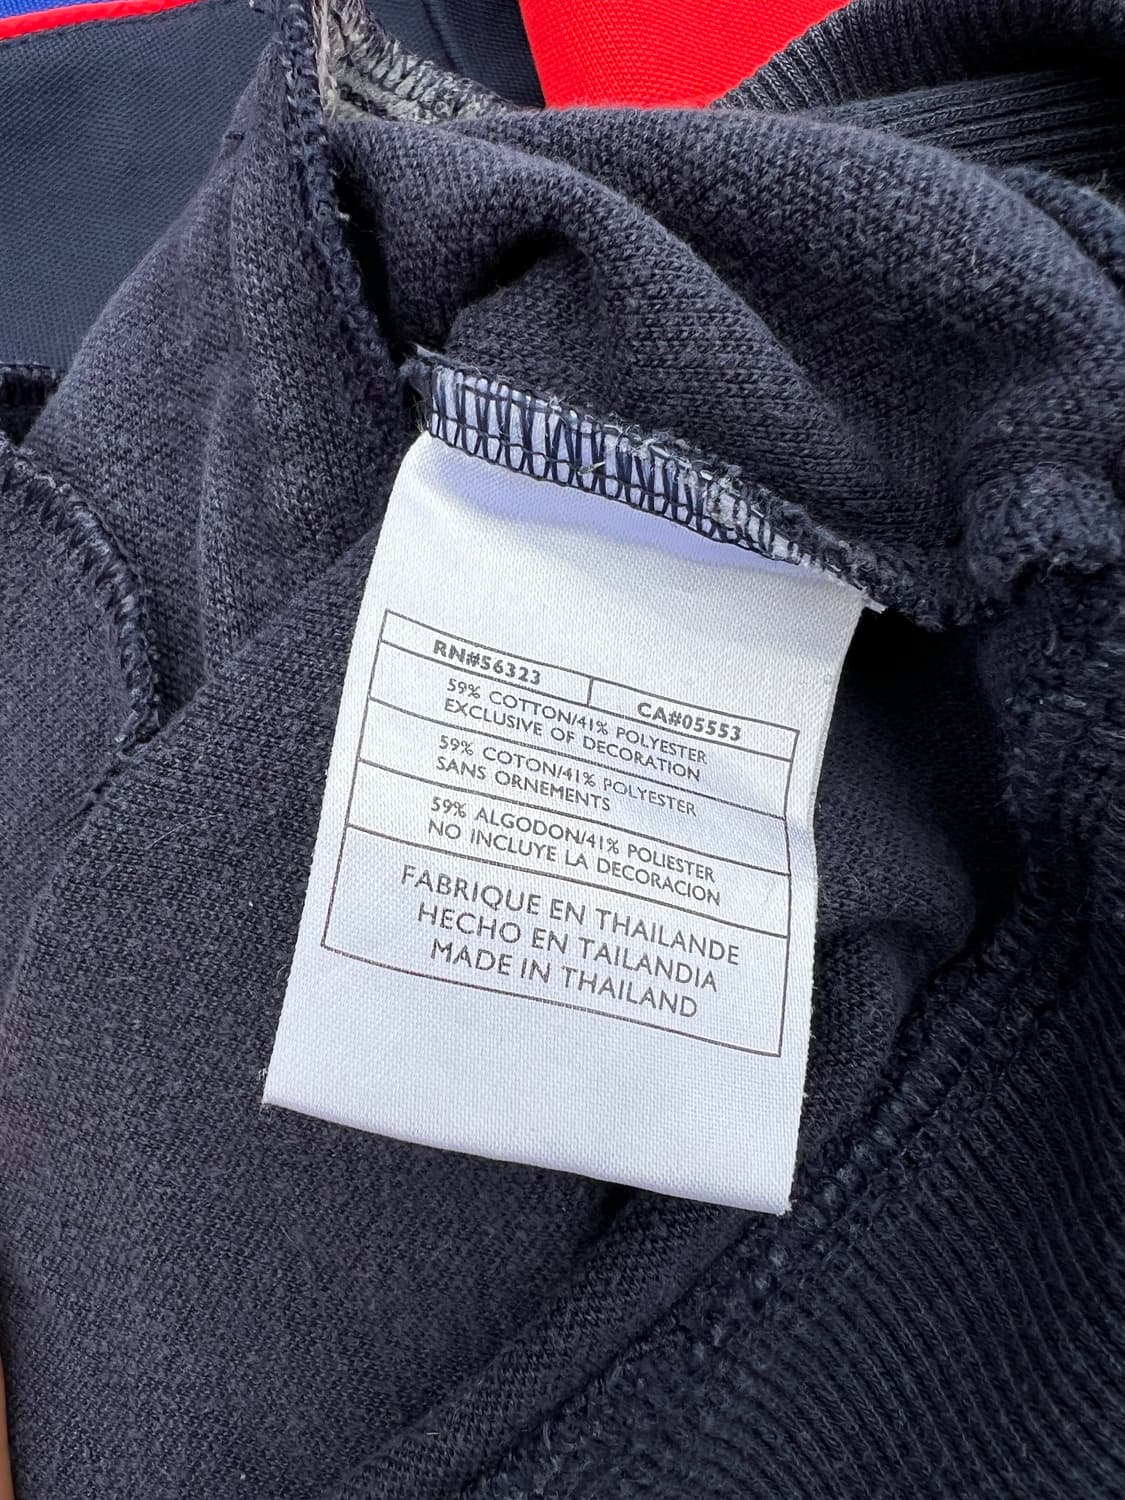 RN#56323
CA#05553
59% COTTON/41% POLYESTER
EXCLUSIVE OF DECORATION
59% COTON/41% POLYESTER
SANS ORNEMENTS
59% ALGODON/41% POLIESTER
NO INCLUYE LA DECORACION
FABRIQUE EN THAILANDE
HECHO EN TAILANDIA
MADE IN THAILAND